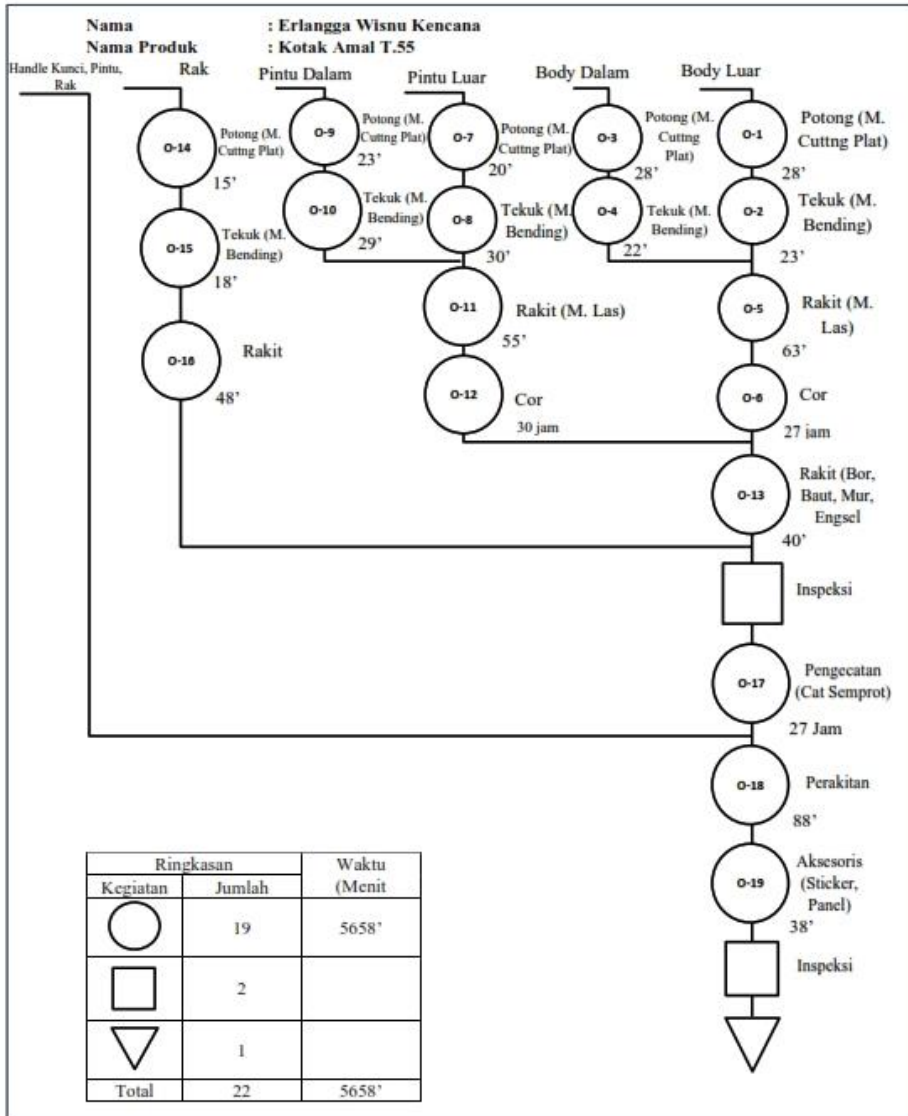 Nama : Erlangga Wisnu Kencana
Nama Produk : Kotak Amal T.55
Handle Kunci, Pintu,
Rak
Rak
Pintu Dalam
Pintu Luar
Body Dalam
Body Luar
O-14
Potong (M.
Cuttng Plat)
15'
O-15
Tekuk (M.
Bending)
18'
O-16
Rakit
48'
O-9
Potong (M.
Cuttng Plat)
23'
O-10
Tekuk (M.
Bending)
29'
O-7
Potong (M.
Cuttng Plat)
20'
O-8
Tekuk (M.
Bending)
30'
O-11
Rakit (M. Las)
55'
O-12
Cor
30 jam
O-3
Potong (M.
Cuttng
Plat)
28'
O-4
Tekuk (M.
Bending)
22'
O-1
Potong (M.
Cuttng Plat)
28'
O-2
Tekuk (M.
Bending)
23'
O-5
Rakit (M.
Las)
63'
O-6
Cor
27 jam
O-13
Rakit (Bor,
Baut, Mur,
Engsel
40'
Inspeksi
O-17
Pengecatan
(Cat Semprot)
27 Jam
O-18
Perakitan
88'
O-19
Aksesoris
(Sticker,
Panel)
38'
Inspeksi
Ringkasan Waktu
Kegiatan Jumlah (Menit
19 5658'
2
1
Total 22 5658'